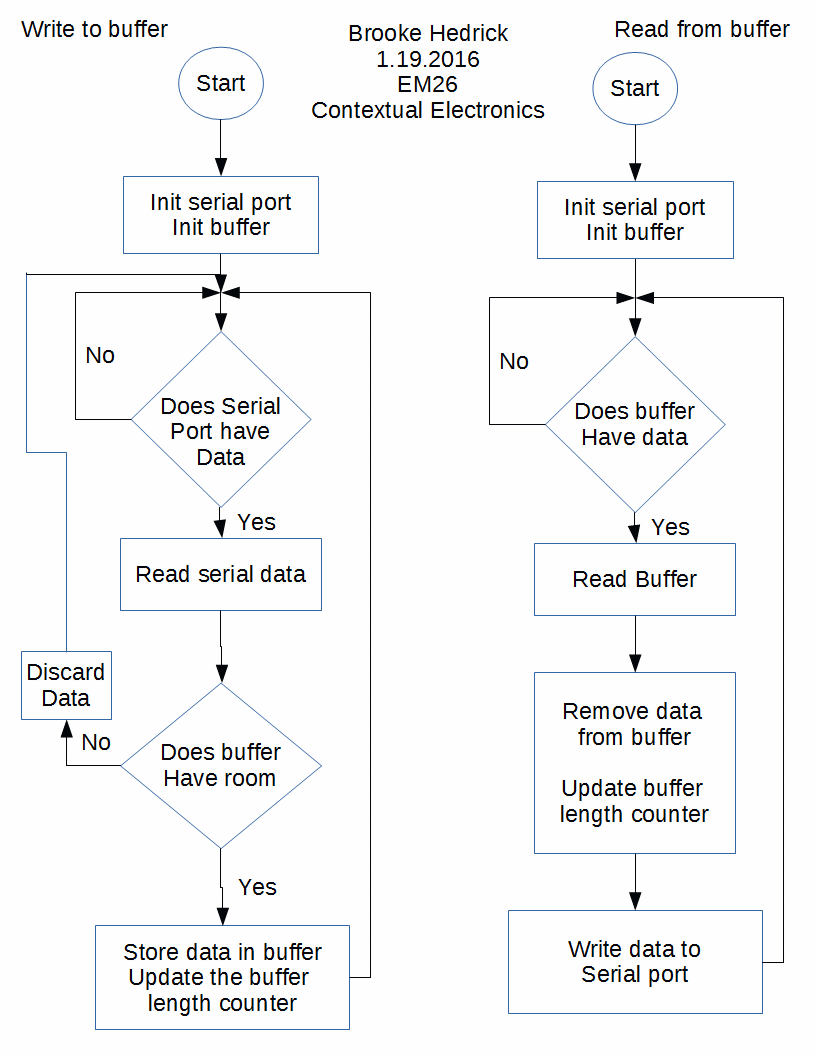 Write to buffer
Brooke Hedrick
1.19.2016
EM26
Contextual Electronics
Read from buffer
Start
Init serial port
Init buffer
No
Does Serial
Port have
Data
Yes
Read serial data
Discard
Data
No
Does buffer
Have room
Yes
Store data in buffer
Update the buffer
length counter
Start
Init serial port
Init buffer
No
Does buffer
Have data
Yes
Read Buffer
Remove data
from buffer
Update buffer
length counter
Write data to
Serial port